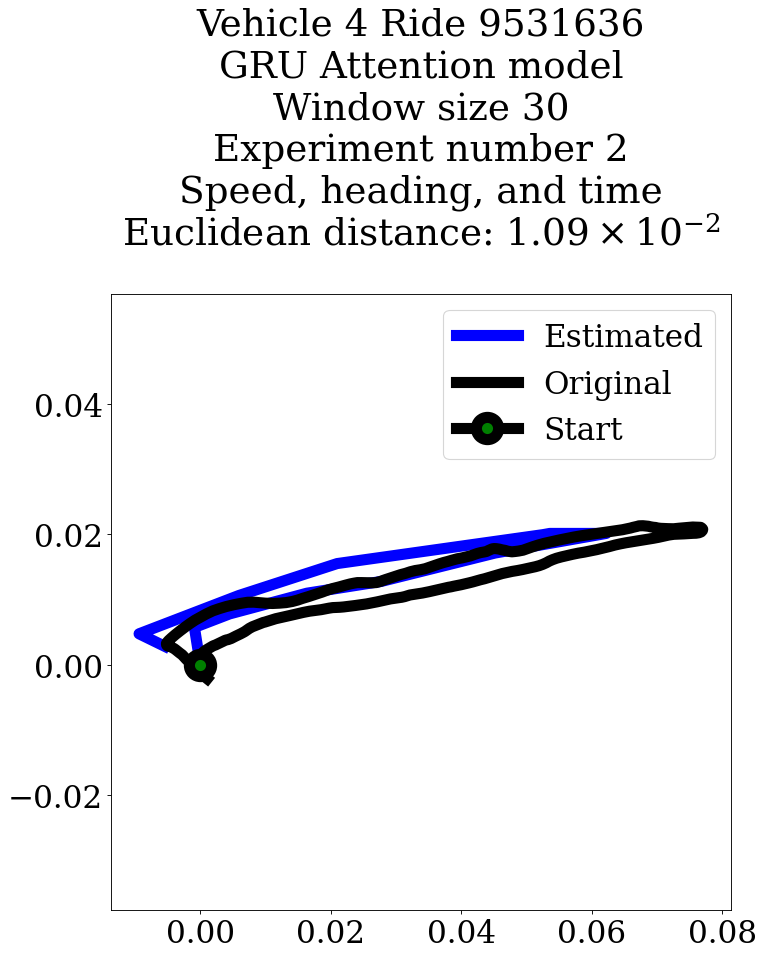 Vehicle 4 Ride 9531636
GRU Attention model
Window size 30
Experiment number 2
Speed, heading, and time
Euclidean distance: 1.09 × 10⁻²
Estimated
Original
Start
0.04
0.02
0.00
−0.02
0.00 0.02 0.04 0.06 0.08